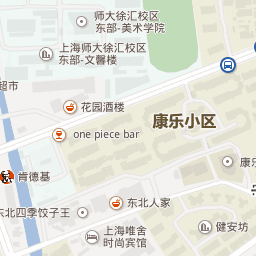 师大徐汇校区
东部-美术学院
上海师大徐汇校区
东部-文馨楼
超市
花园酒楼
one piece bar
康乐小区
康乐
肯德基
东北人家
东北四季饺子王
上海唯舍
时尚宾馆
健安坊